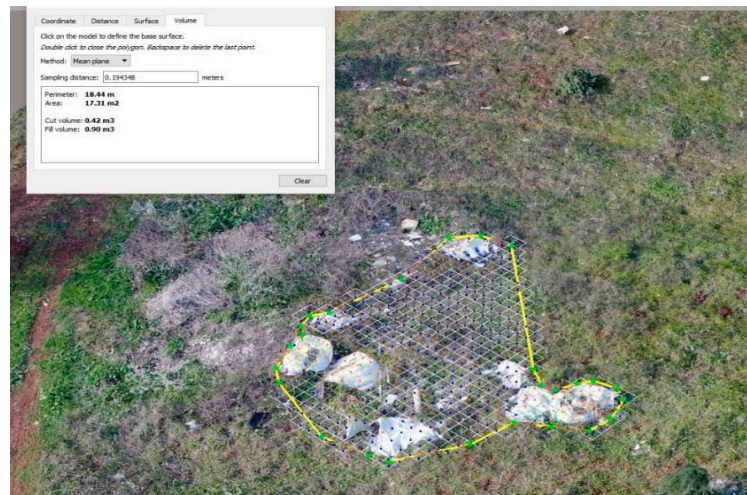 Coordinate Distance Surface Volume
Click on the model to define the base surface.
Double click to close the polygon. Backspace to delete the last point.
Method: Mean plane
Sampling distance: 0.194348 meters
Perimeter: 18.44 m
Area: 17.31 m2
Cut volume: 0.42 m3
Fill volume: 0.90 m3
Clear